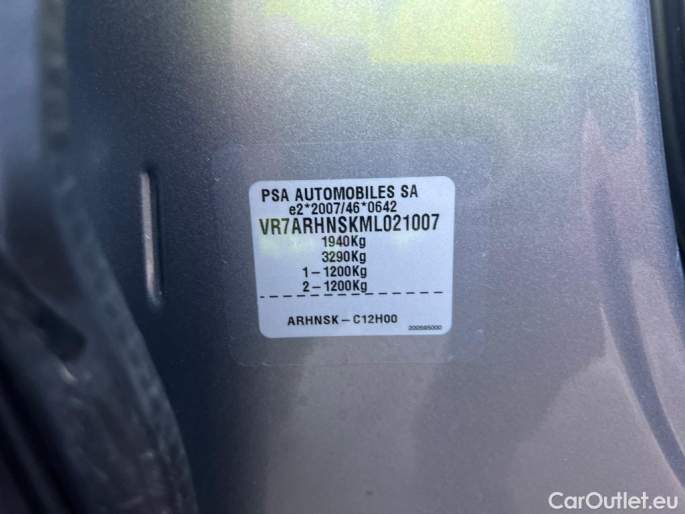 PSA AUTOMOBILES SA
e2*2007/46*0642
VR7ARHNSKML021007
1940Kg
3290Kg
1-1200Kg
2-1200Kg
ARHNSK-C12H00
CarOutlet.eu